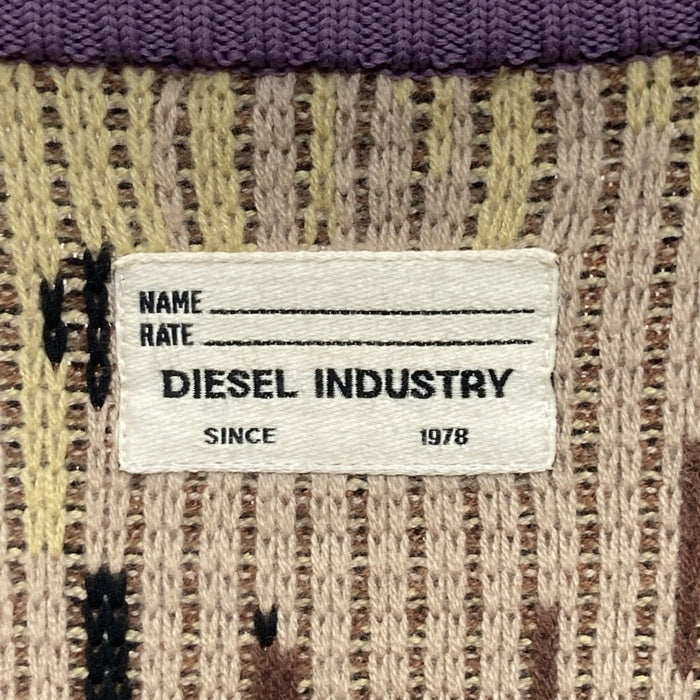 NAME
RATE
DIESEL INDUSTRY
SINCE 1978